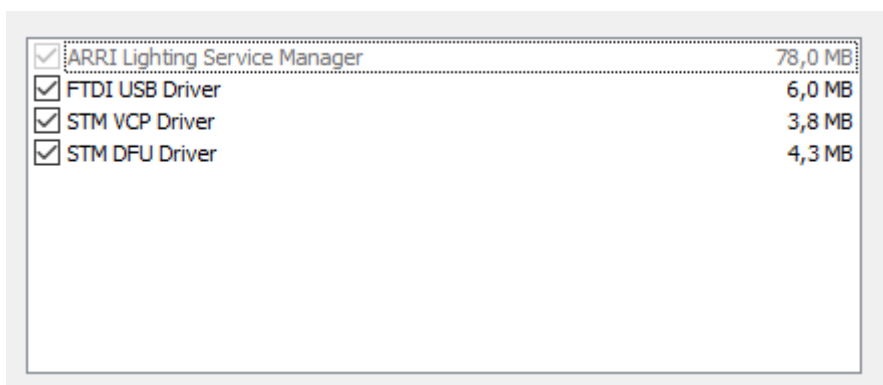 ARRI Lighting Service Manager 78,0 MB
FTDI USB Driver 6,0 MB
STM VCP Driver 3,8 MB
STM DFU Driver 4,3 MB